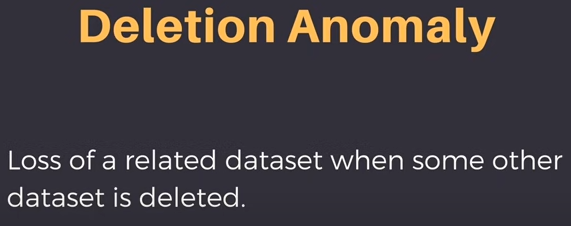 Deletion Anomaly
Loss of a related dataset when some other
dataset is deleted.